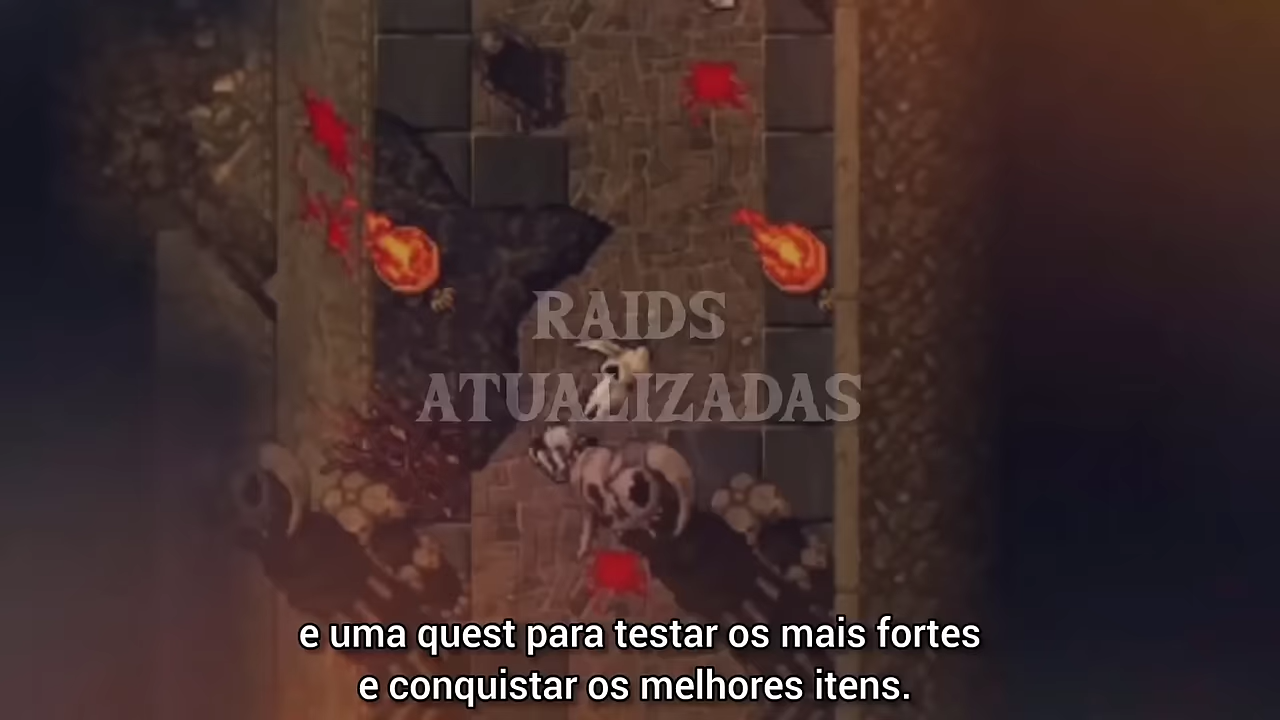 RAIDS
ATUALIZADAS
e uma quest para testar os mais fortes
e conquistar os melhores itens.